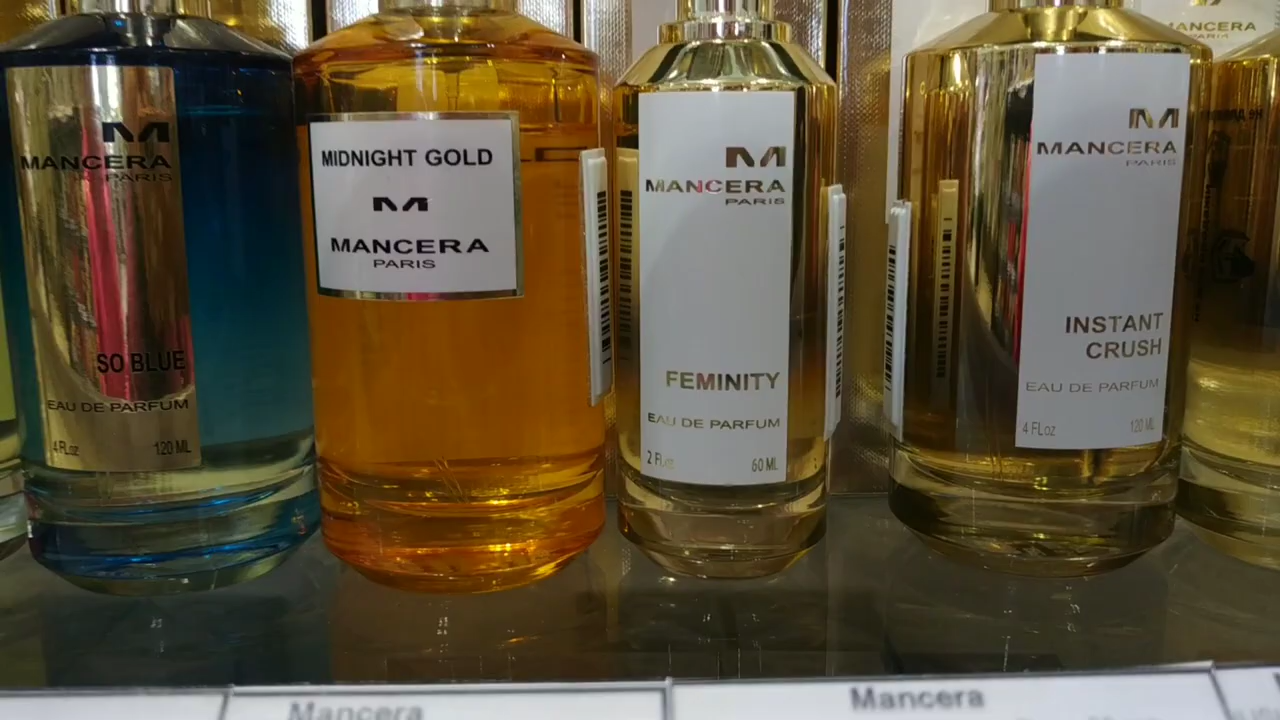 MANCERA
PARIS
SO BLUE
EAU DE PARFUM
4 FLoz 120 ML
MIDNIGHT GOLD
MANCERA
PARIS
MANCERA
PARIS
FEMINITY
EAU DE PARFUM
2 FLoz 60 ML
MANCERA
PARIS
INSTANT
CRUSH
EAU DE PARFUM
4 FLoz 120 ML
MANCERA
PARIS
Mancera
Mancera